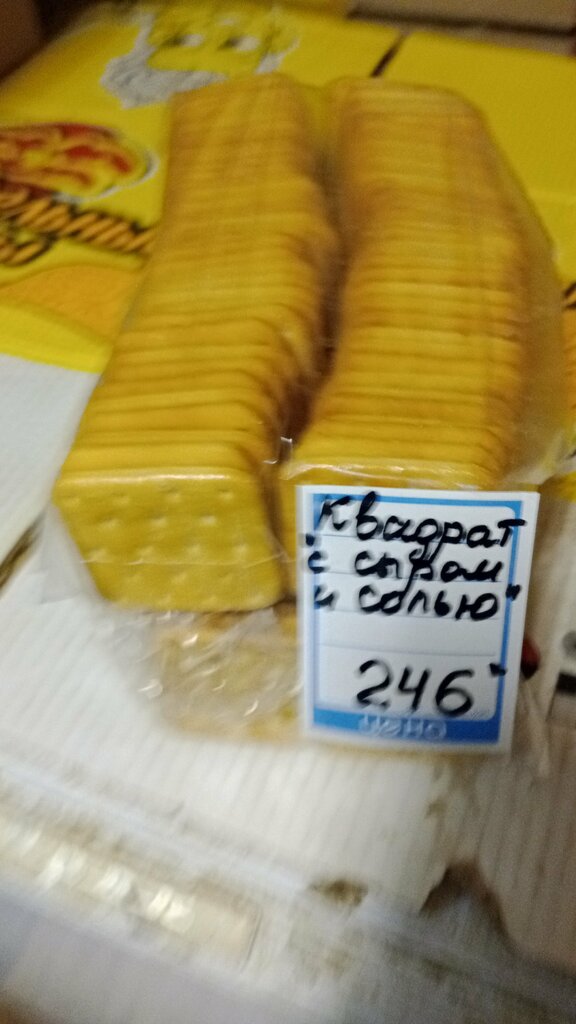 "Квадрат
с сыром
и солью"
246
цена